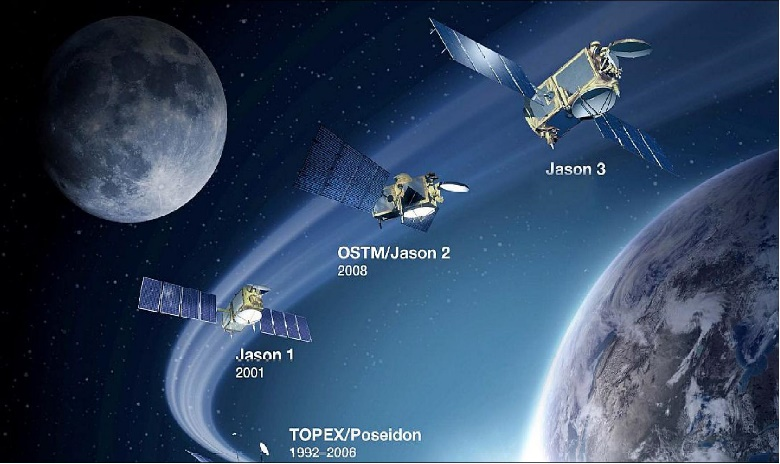 Jason 3
OSTM/Jason 2
2008
Jason 1
2001
TOPEX/Poseidon
1992–2006